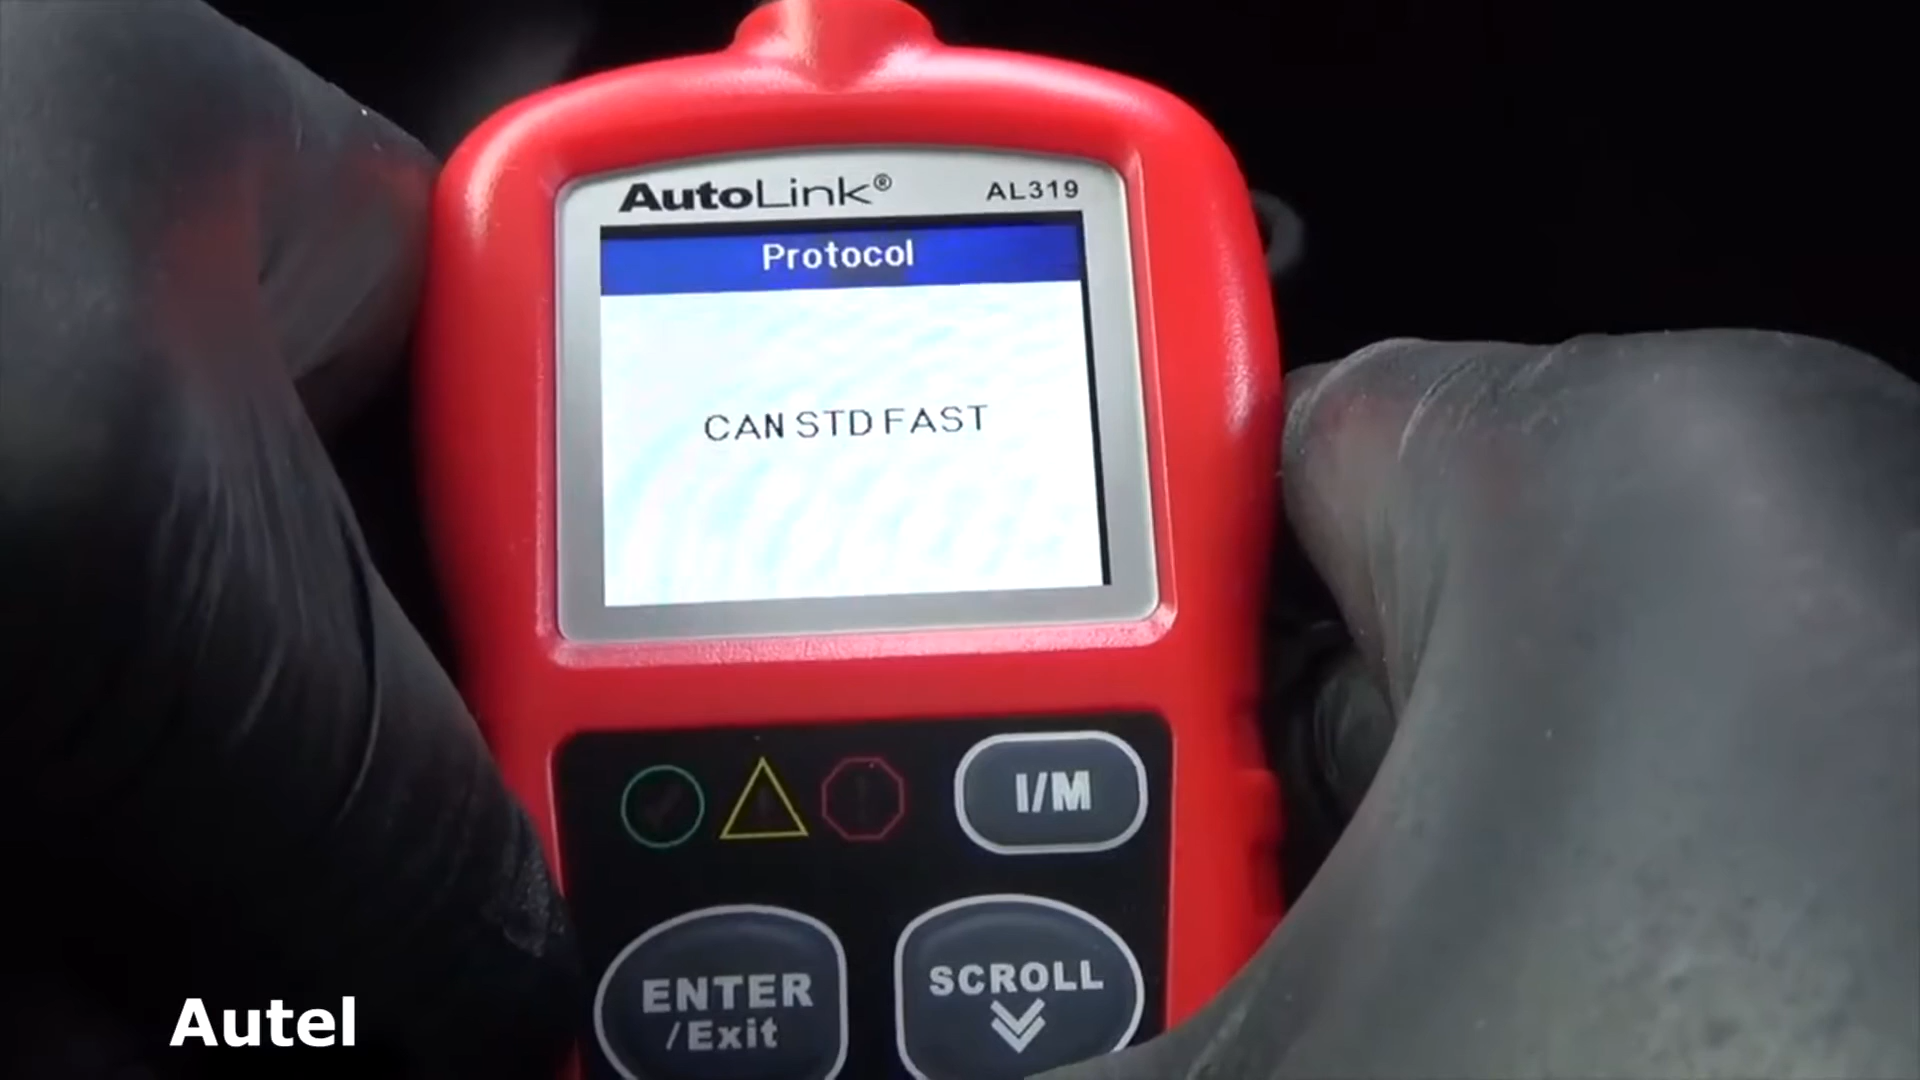 AutoLink® AL319
Protocol
CAN STD FAST
I/M
ENTER
/Exit
SCROLL
Autel